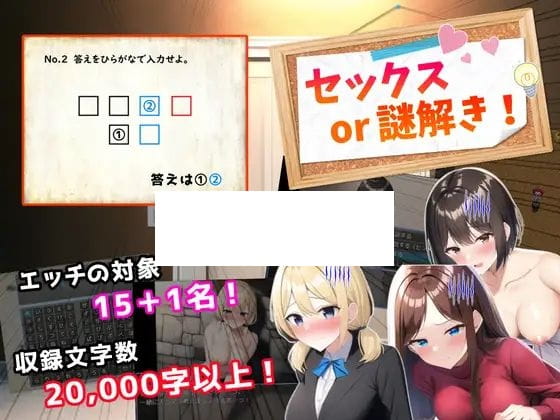 No.2 答えをひらがなで入力せよ。
②
①
答えは①②
セックス
or謎解き！
エッチの対象
15＋1名！
収録文字数
20,000字以上！